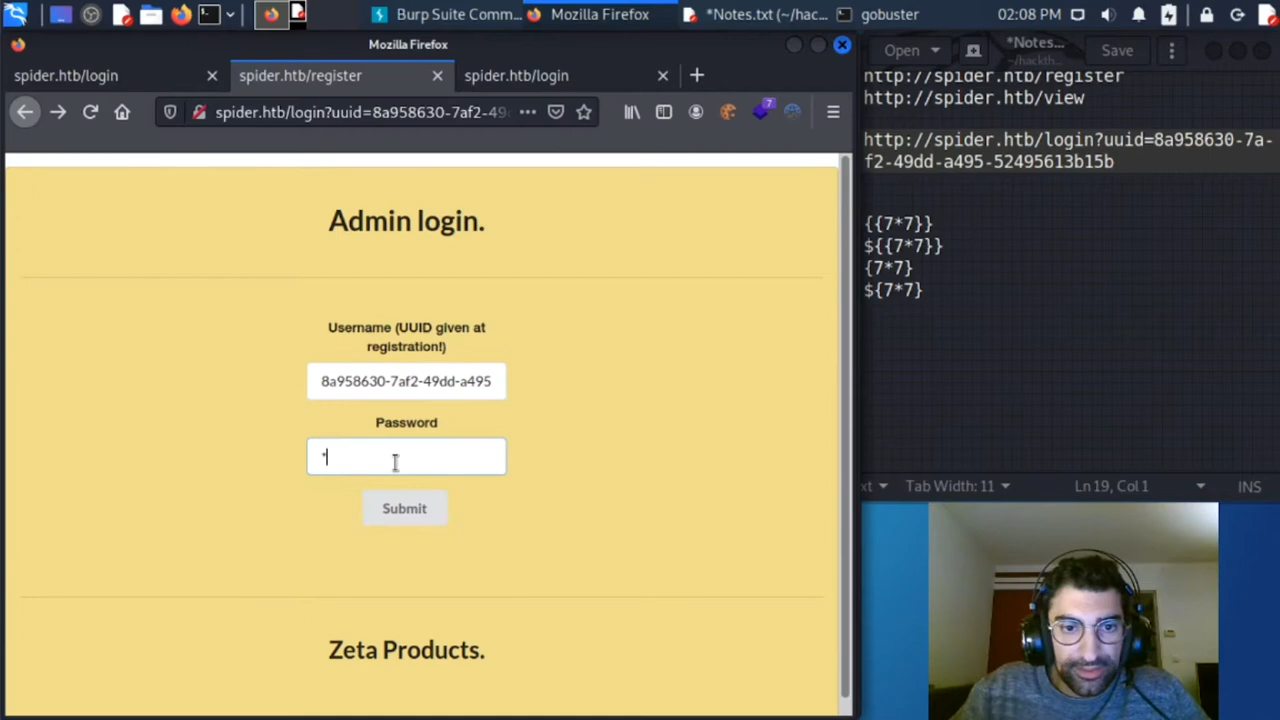 Burp Suite Comm...
Mozilla Firefox
*Notes.txt (~/hac...
gobuster
02:08 PM
Mozilla Firefox
spider.htb/login
spider.htb/register
spider.htb/login
spider.htb/login?uuid=8a958630-7af2-49
7
Admin login.
Username (UUID given at
registration!)
8a958630-7af2-49dd-a495
Password
Submit
Zeta Products.
Open
*Notes...
~/hackth...
Save
http://spider.htb/register
http://spider.htb/view
http://spider.htb/login?uuid=8a958630-7a-
f2-49dd-a495-52495613b15b
{{7*7}}
${{7*7}}
{7*7}
${7*7}
xt
Tab Width: 11
Ln 19, Col 1
INS